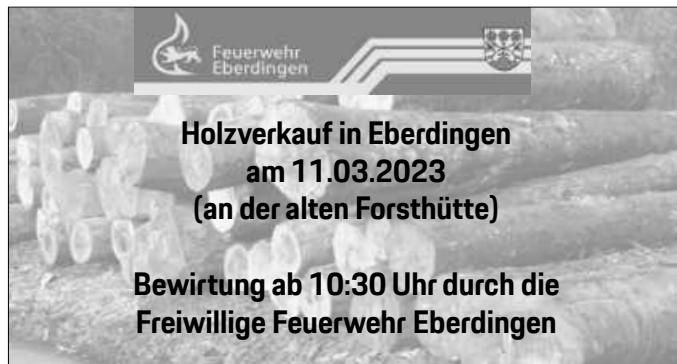 Feuerwehr
Eberdingen
Holzverkauf in Eberdingen
am 11.03.2023
(an der alten Forsthütte)
Bewirtung ab 10:30 Uhr durch die
Freiwillige Feuerwehr Eberdingen